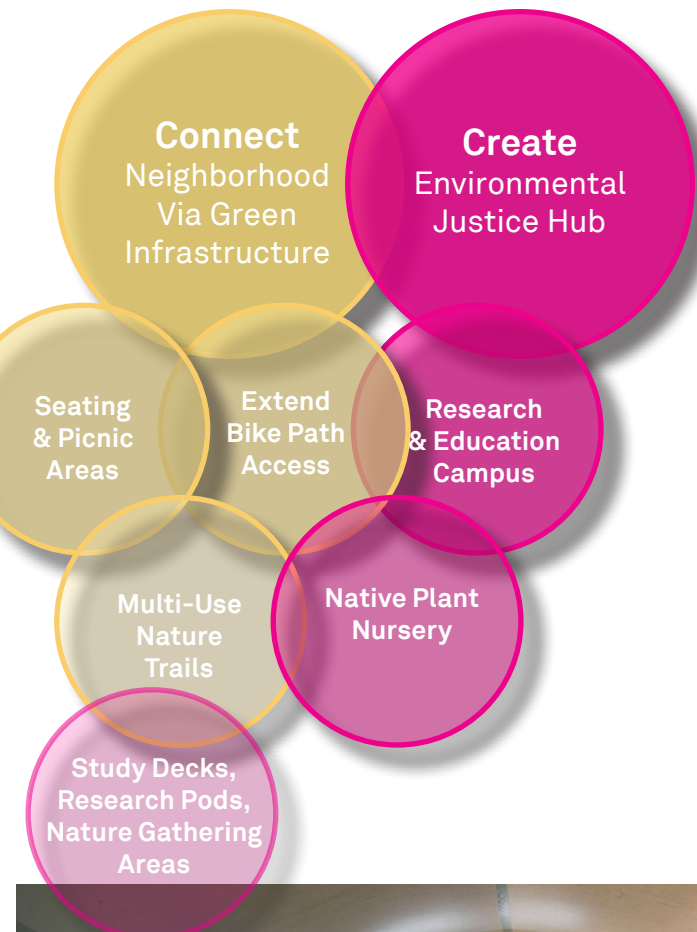 Connect
Neighborhood
Via Green
Infrastructure
Create
Environmental
Justice Hub
Seating
& Picnic
Areas
Extend
Bike Path
Access
Research
& Education
Campus
Multi-Use
Nature
Trails
Native Plant
Nursery
Study Decks,
Research Pods,
Nature Gathering
Areas